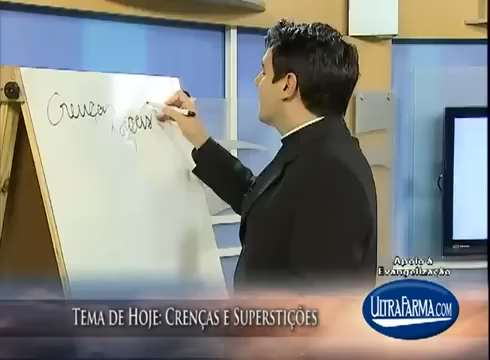 Crenças
Apoio à
Evangelização
ULTRAFARMA.COM
TEMA DE HOJE: CRENÇAS E SUPERSTIÇÕES